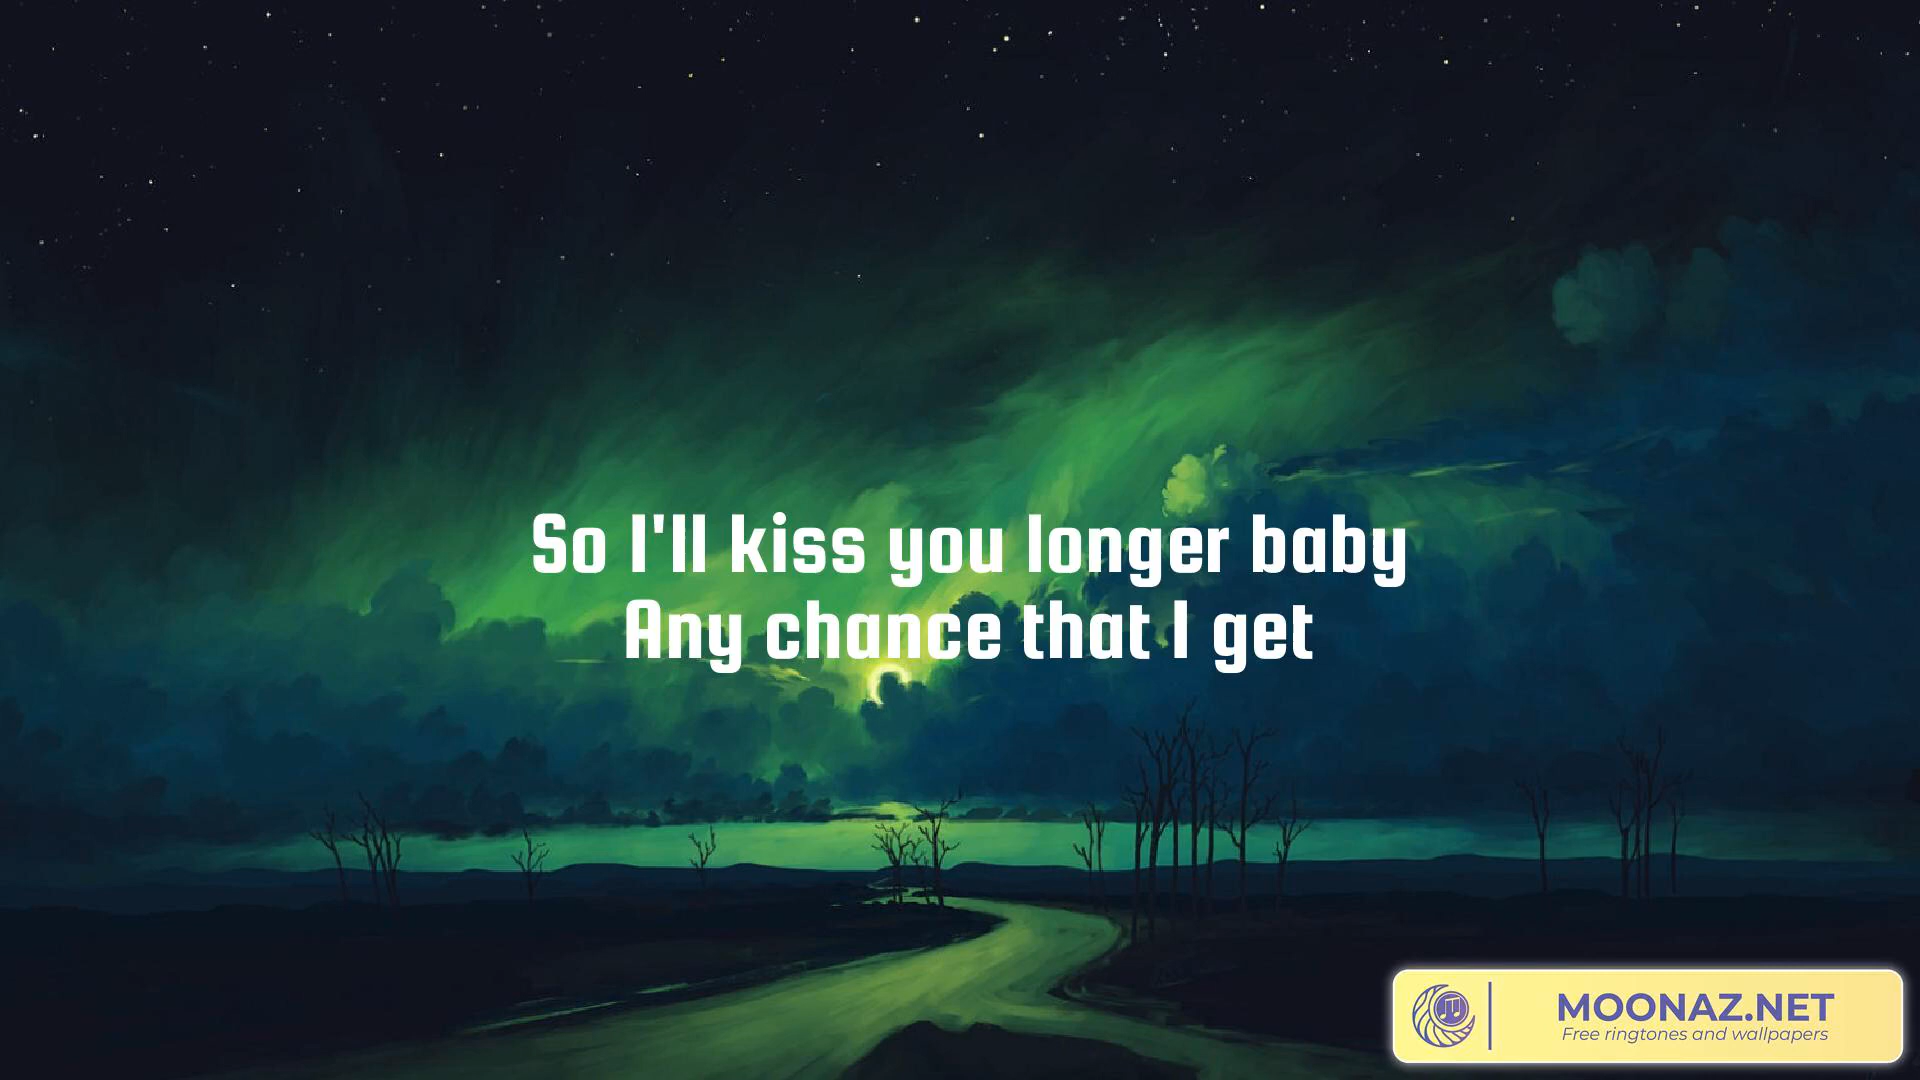 So I'll kiss you longer baby
Any chance that I get
MOONAZ.NET
Free ringtones and wallpapers